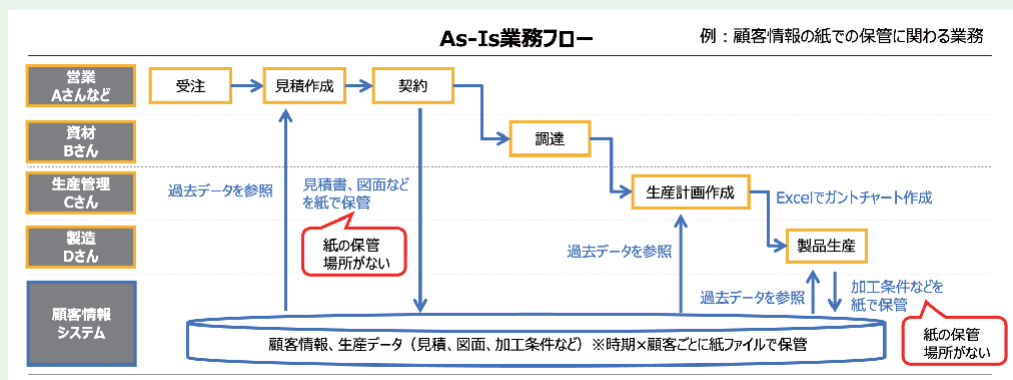 As-Is業務フロー
例：顧客情報の紙での保管に関わる業務
営業
Aさんなど
受注
見積作成
契約
資材
Bさん
調達
生産管理
Cさん
過去データを参照
見積書、図面など
を紙で保管
生産計画作成
Excelでガントチャート作成
紙の保管
場所がない
製造
Dさん
過去データを参照
製品生産
過去データを参照
加工条件などを
紙で保管
紙の保管
場所がない
顧客情報
システム
顧客情報、生産データ（見積、図面、加工条件など）※時期×顧客ごとに紙ファイルで保管